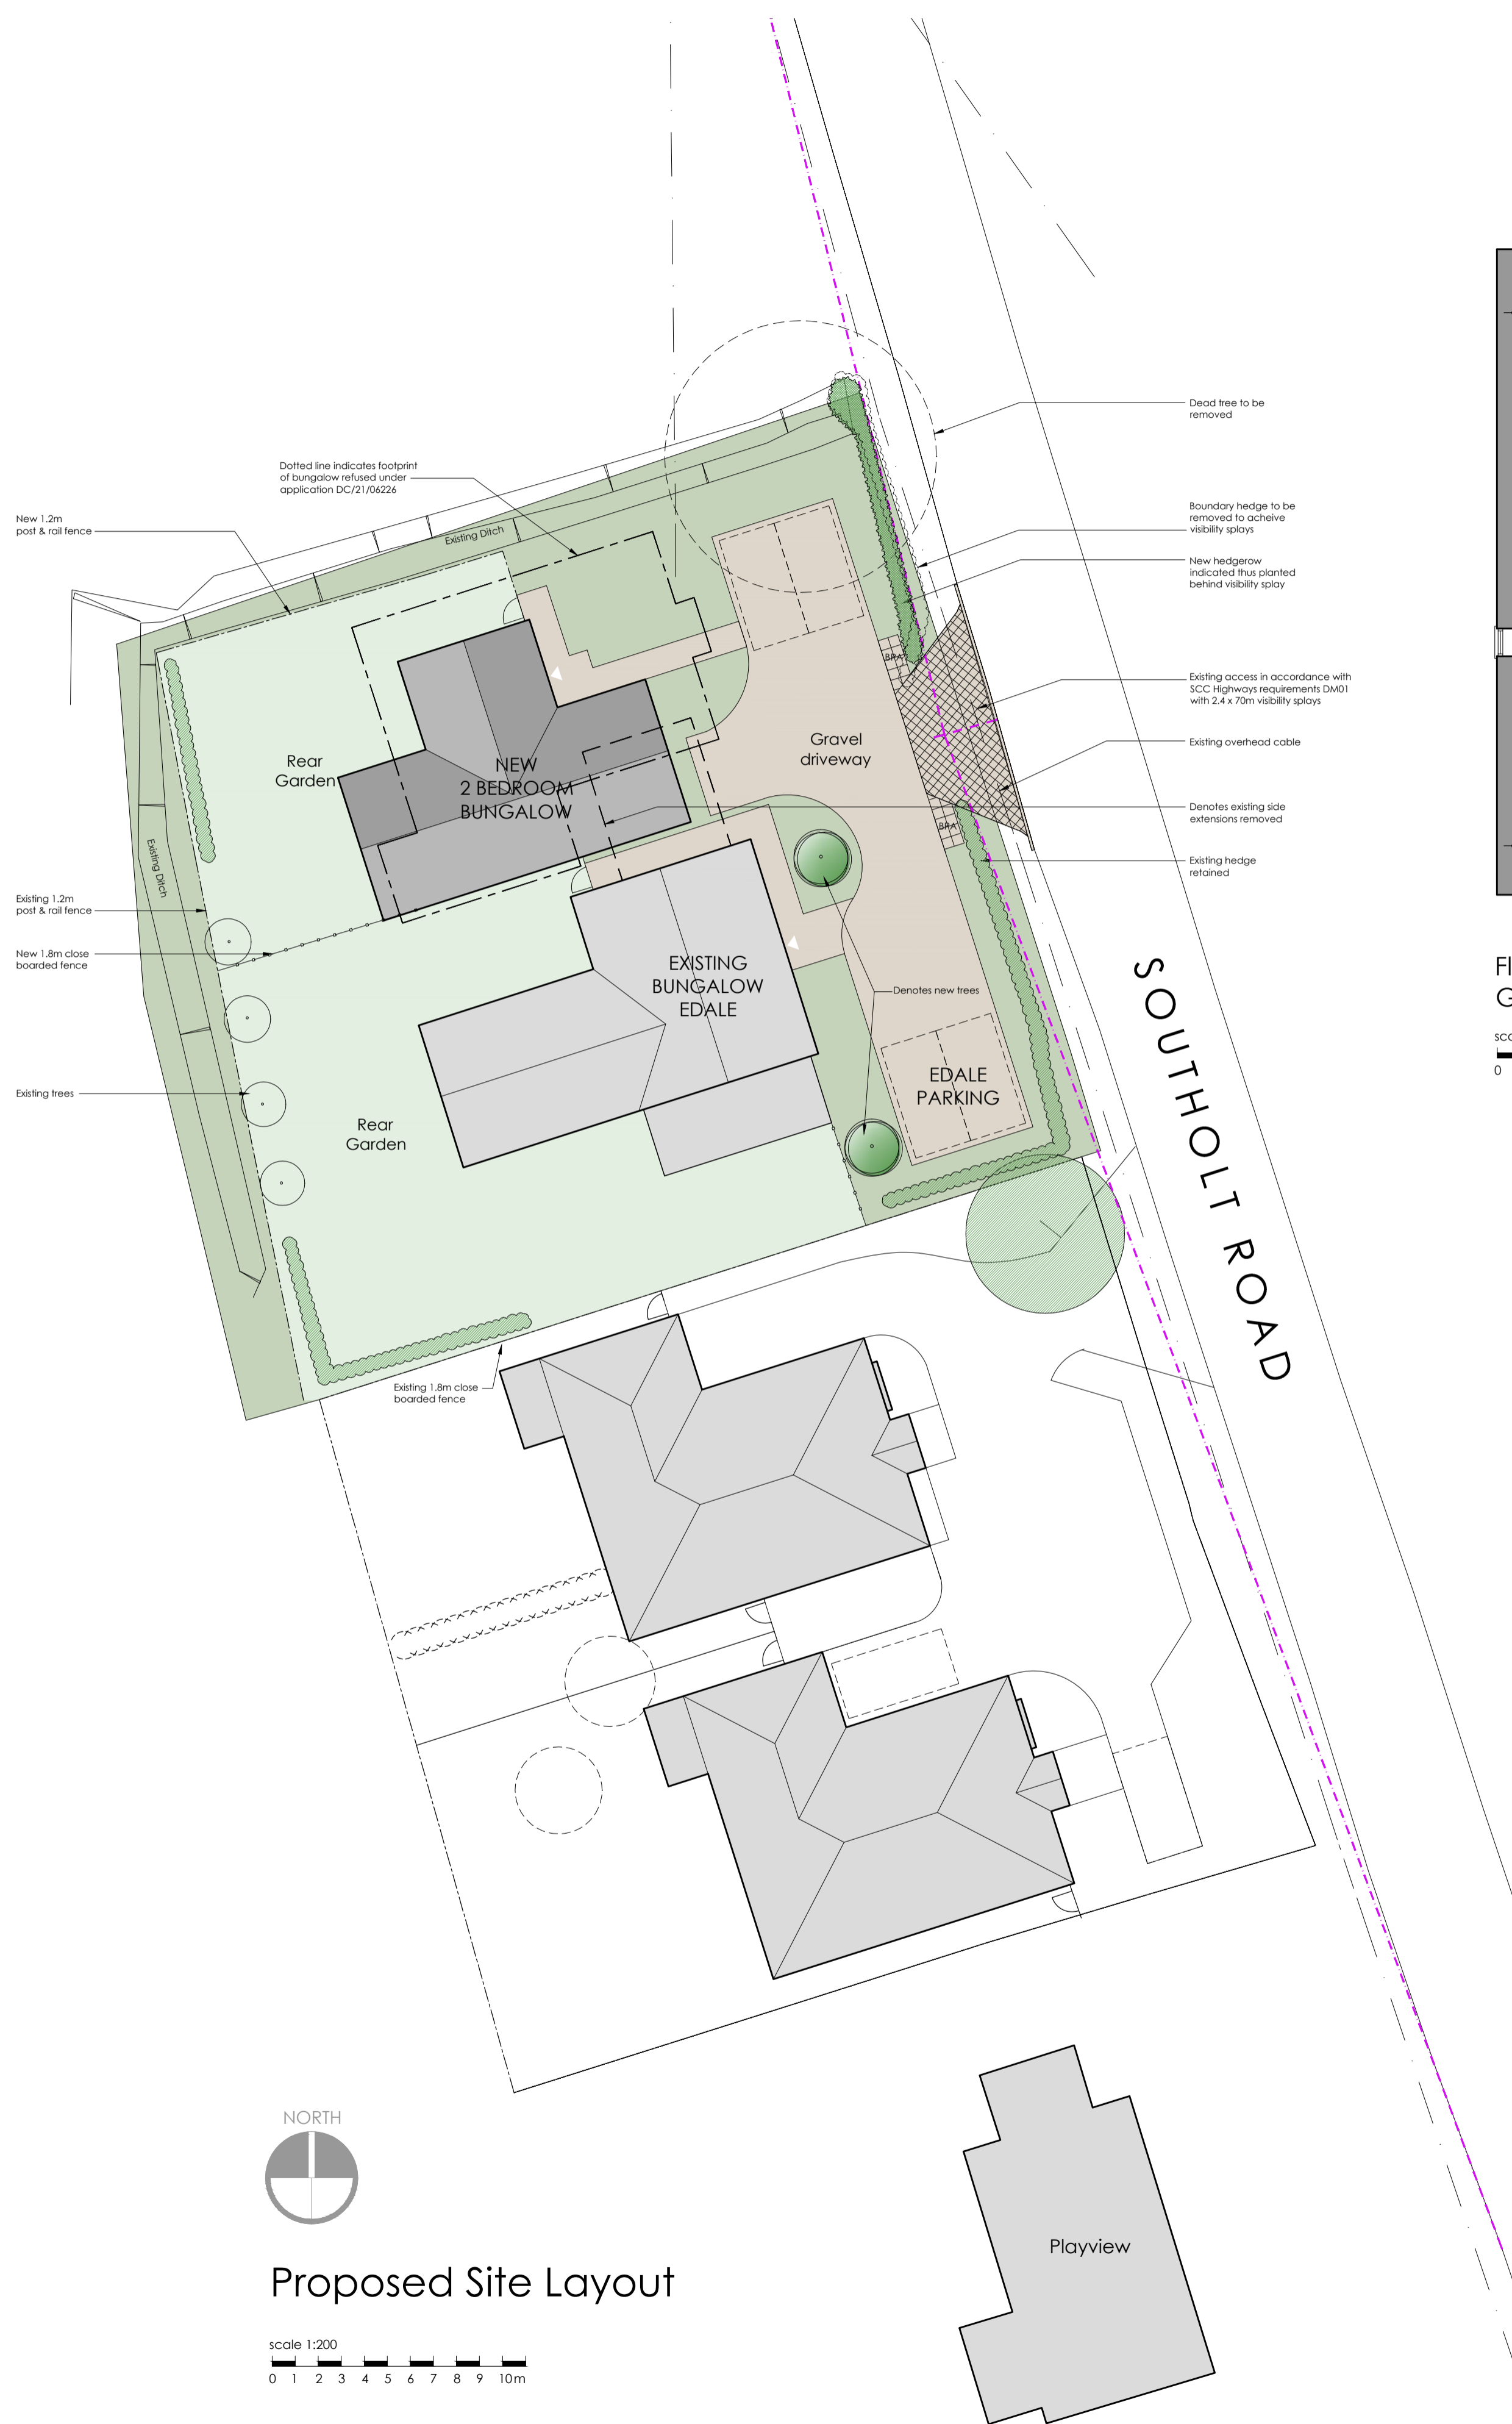 Dead tree to be
removed
Dotted line indicates footprint
of bungalow refused under
application DC/21/06226
Boundary hedge to be
removed to acheive
visibility splays
New 1.2m
post & rail fence
Existing Ditch
New hedgerow
indicated thus planted
behind visibility splay
BRA
Existing access in accordance with
SCC Highways requirements DM01
with 2.4 x 70m visibility splays
Rear
Garden
NEW
2 BEDROOM
BUNGALOW
Gravel
driveway
Existing overhead cable
Denotes existing side
extensions removed
BRA
Existing Ditch
Existing hedge
retained
Existing 1.2m
post & rail fence
New 1.8m close
boarded fence
EXISTING
BUNGALOW
EDALE
Denotes new trees
SOUTHOLT ROAD
Existing trees
EDALE
PARKING
Rear
Garden
Existing 1.8m close
boarded fence
NORTH
Playview
Proposed Site Layout
scale 1:200
0 1 2 3 4 5 6 7 8 9 10m
0